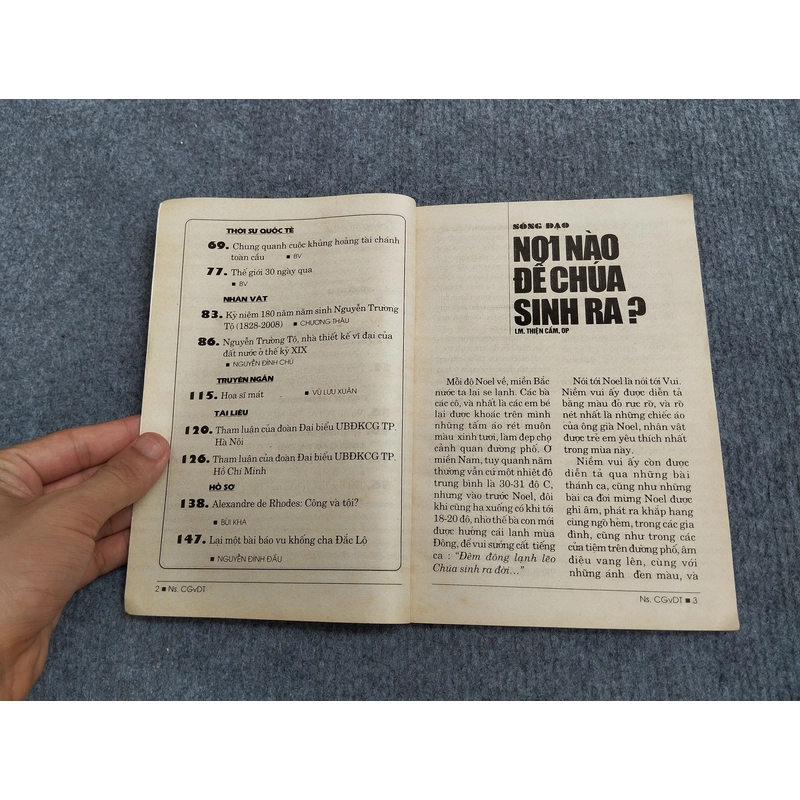 THỜI SỰ QUỐC TẾ
69. Chung quanh cuộc khủng hoảng tài chánh
toàn cầu ■ BV
77. Thế giới 30 ngày qua
■ BV
NHÂN VẬT
83. Kỷ niệm 180 năm năm sinh Nguyễn Trường
Tộ (1828-2008) ■ CHƯƠNG THÂU
86. Nguyễn Trường Tộ, nhà thiết kế vĩ đại của
đất nước ở thế kỷ XIX
■ NGUYỄN ĐÌNH CHÚ
TRUYỆN NGẮN
115. Họa sĩ mát ■ VŨ LƯU XUÂN
TÀI LIỆU
120. Tham luận của đoàn Đại biểu UBĐKCG TP.
Hà Nội
126. Tham luận của đoàn Đại biểu UBĐKCG TP.
Hồ Chí Minh
HỒ SƠ
138. Alexandre de Rhodes: Công và tội?
■ BÙI KHA
147. Lại một bài báo vu khống cha Đắc Lộ
■ NGUYỄN ĐÌNH ĐẦU
2 ■ Ns. CGvDT
SỐNG ĐẠO
NƠI NÀO
ĐỂ CHÚA
SINH RA ?
LM. THIỆN CẨM, OP
Mỗi độ Noel về, miền Bắc
nước ta lại se lạnh. Các bà
các cô, và nhất là các em bé
lại được khoác trên mình
những tấm áo rét muôn
màu xinh tươi, làm đẹp cho
cảnh quan đường phố. Ở
miền Nam, tuy quanh năm
thường vẫn cứ một nhiệt độ
trung bình là 30-31 độ C,
nhưng vào trước Noel, đôi
khi cũng hạ xuống có khi tới
18-20 độ, như thể bà con mới
được hưởng cái lạnh mùa
Đông, để vui sướng cất tiếng
ca : “Đêm đông lạnh lẽo
Chúa sinh ra đời...”
Nói tới Noel là nói tới Vui.
Niềm vui ấy được diễn tả
bằng màu đỏ rực rỡ, và rõ
nét nhất là những chiếc áo
của ông già Noel, nhân vật
được trẻ em yêu thích nhất
trong mùa này.
Niềm vui ấy còn được
diễn tả qua những bài
thánh ca, cũng như những
bài ca đời mừng Noel được
ghi âm, phát ra khắp hang
cùng ngõ hẻm, trong các gia
đình, cũng như trong các
cửa tiệm trên đường phố, âm
điệu vang lên, cùng với
những ánh đèn màu, và
Ns. CGvDT ■ 3